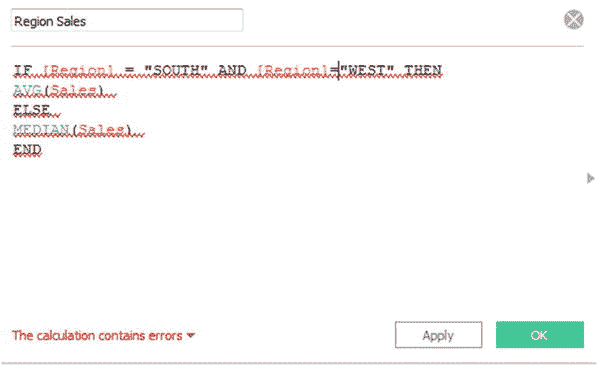 Region Sales
IF [Region] = "SOUTH" AND [Region]="WEST" THEN
AVG(Sales)
ELSE
MEDIAN(Sales)
END
The calculation contains errors
Apply
OK